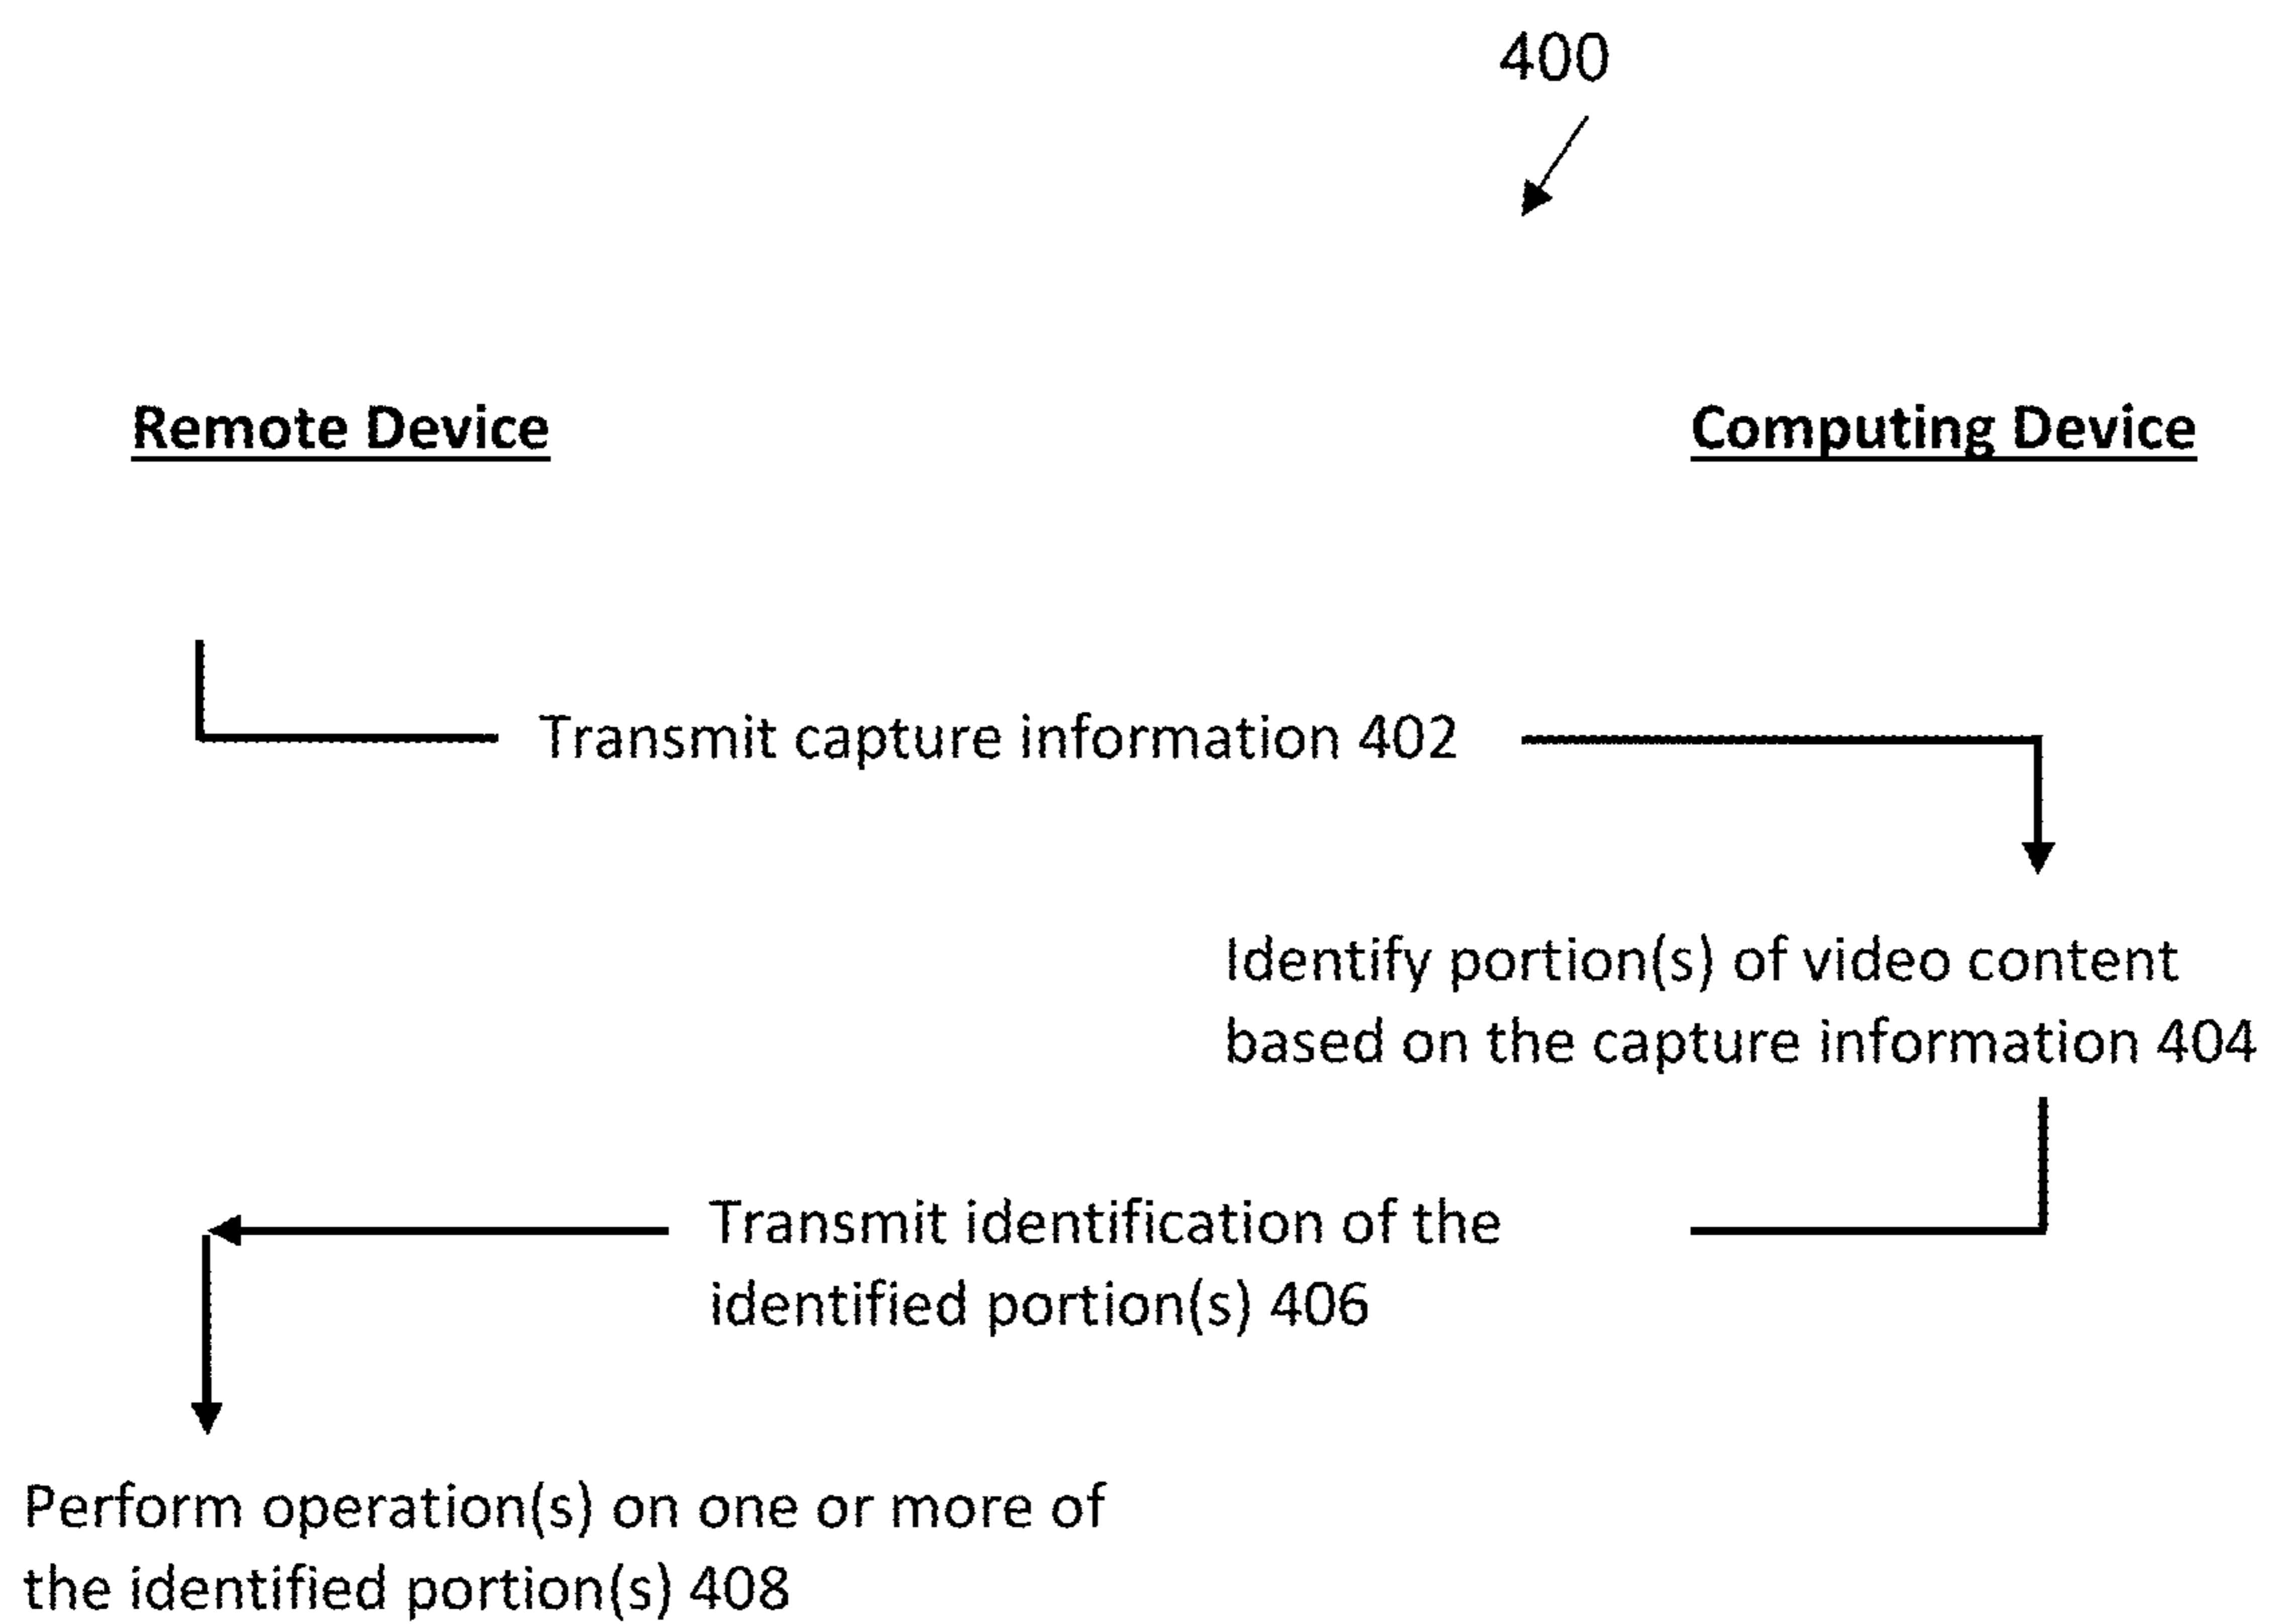 400
Remote Device
Computing Device
Transmit capture information 402
Identify portion(s) of video content
based on the capture information 404
Transmit identification of the
identified portion(s) 406
Perform operation(s) on one or more of
the identified portion(s) 408